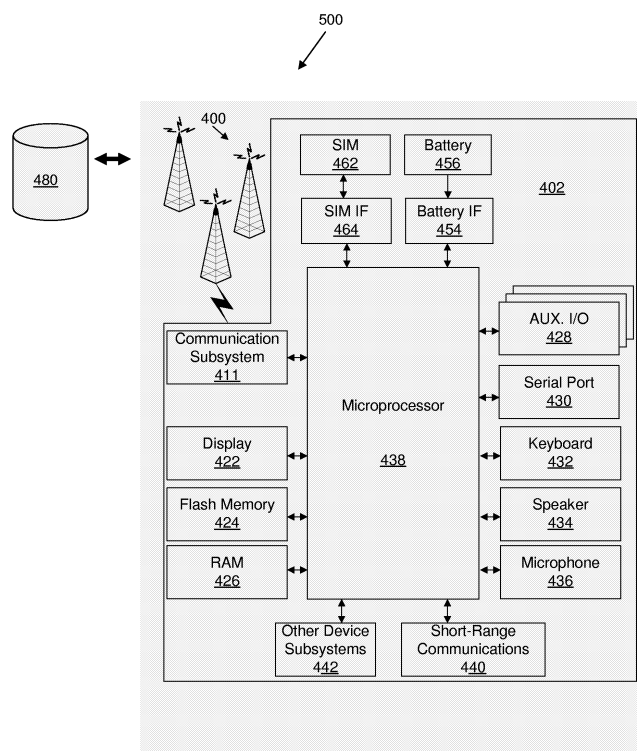 500
400
480
SIM
462
Battery
456
402
SIM IF
464
Battery IF
454
AUX. I/O
428
Communication
Subsystem
411
Serial Port
430
Microprocessor
438
Display
422
Keyboard
432
Flash Memory
424
Speaker
434
RAM
426
Microphone
436
Other Device
Subsystems
442
Short-Range
Communications
440